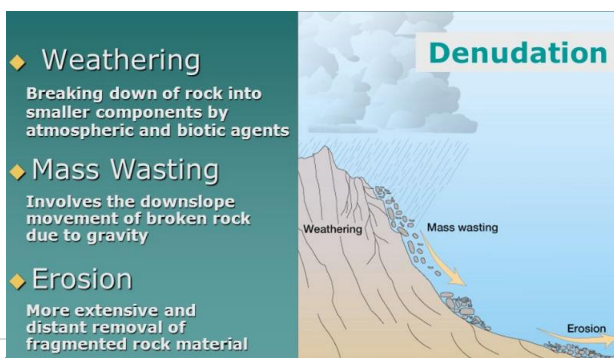 Weathering
Breaking down of rock into
smaller components by
atmospheric and biotic agents
Mass Wasting
Involves the downslope
movement of broken rock
due to gravity
Erosion
More extensive and
distant removal of
fragmented rock material
Denudation
Weathering
Mass wasting
Erosion